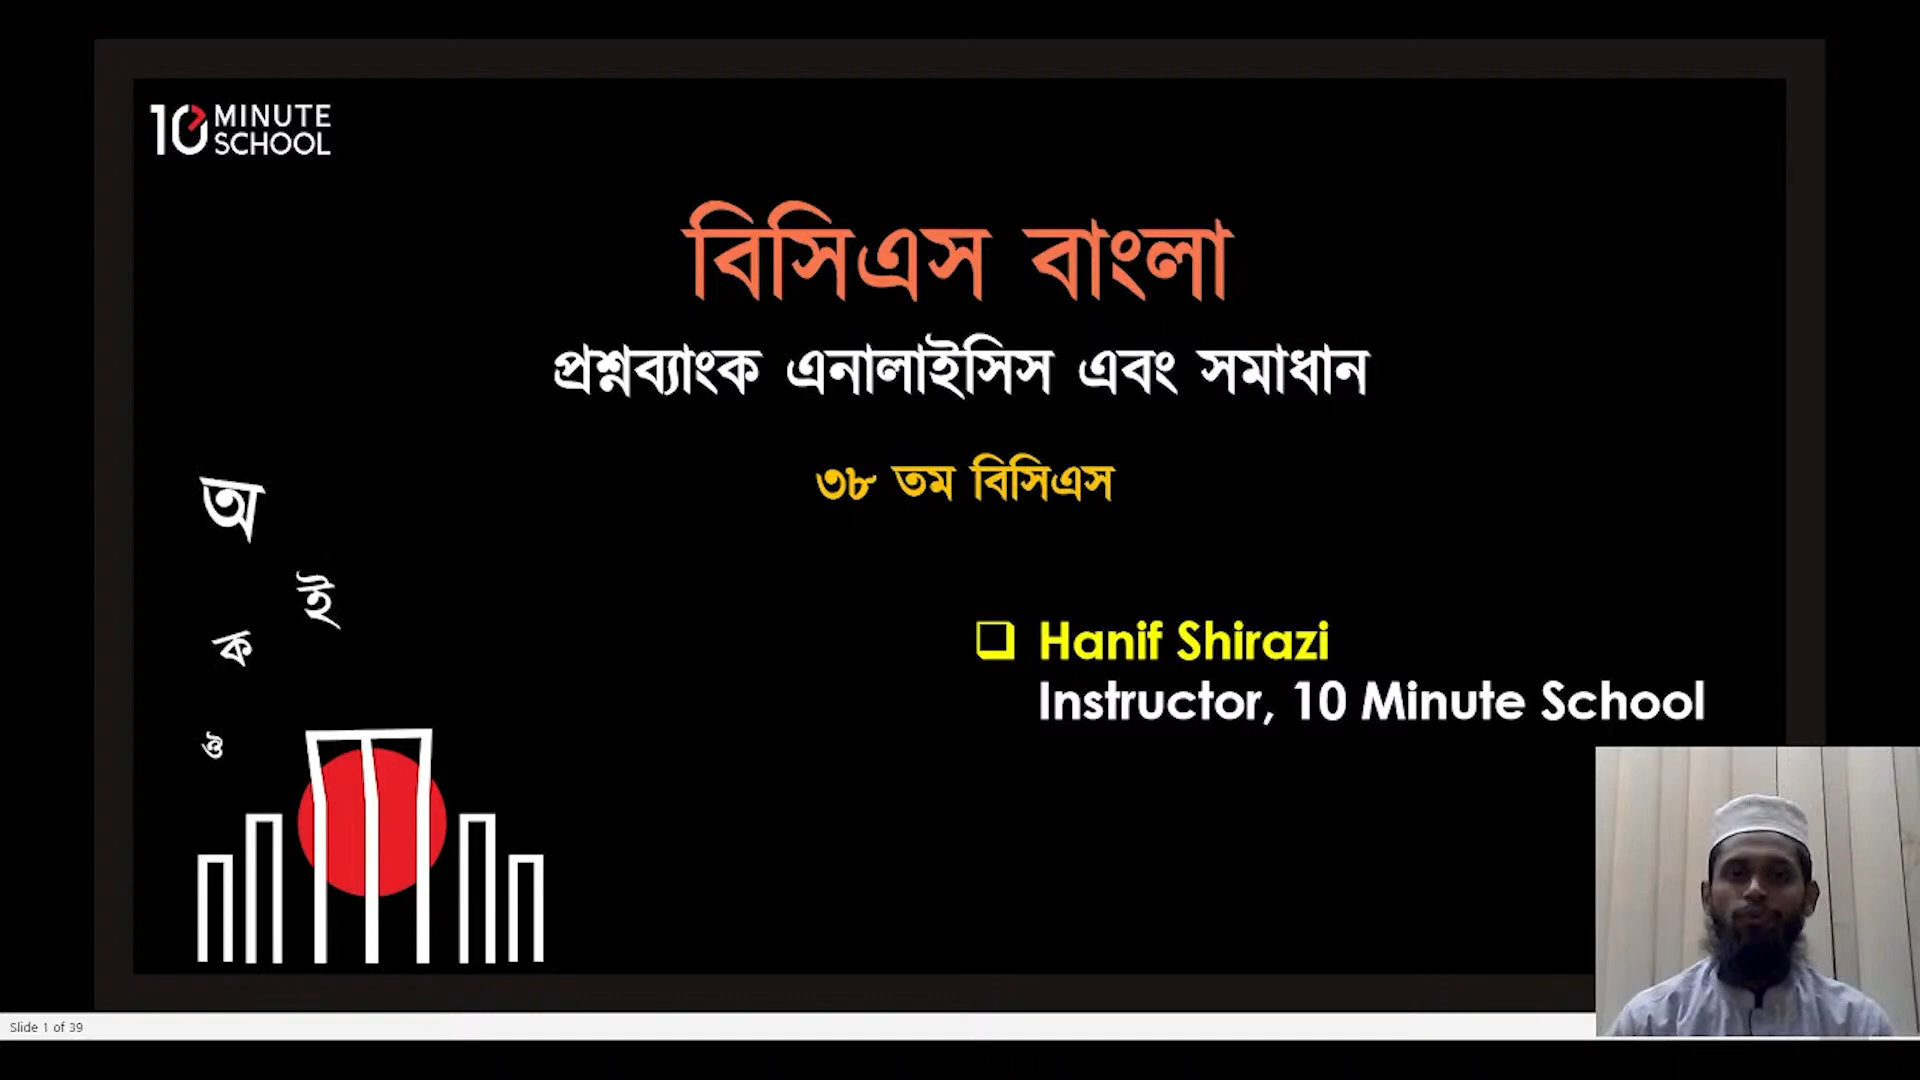 10 MINUTE
SCHOOL
বিসিএস বাংলা
প্রশ্নব্যাংক এনালাইসিস এবং সমাধান
৩৮ তম বিসিএস
অ
ই
ক
ঔ
Hanif Shirazi
Instructor, 10 Minute School
Slide 1 of 39